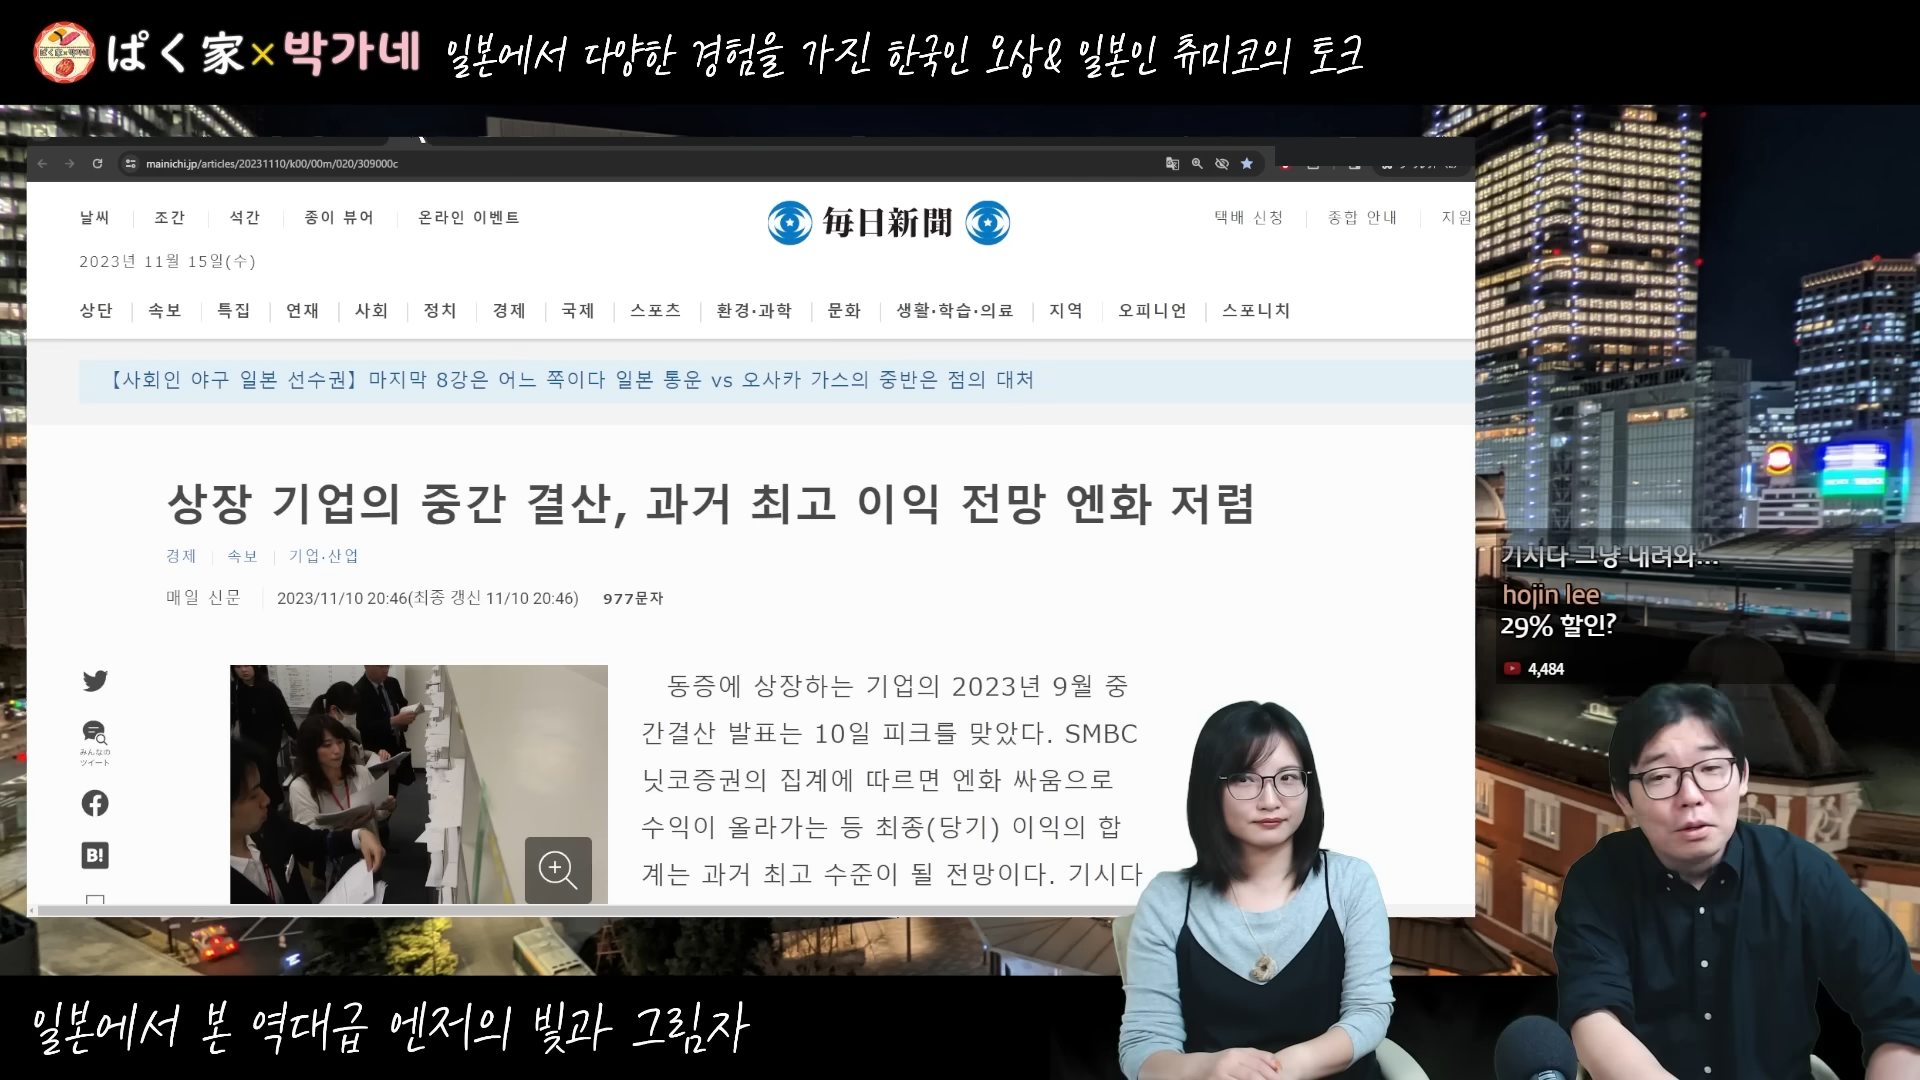 ぱく家×박가네 일본에서 다양한 경험을 가진 한국인 오상& 일본인 츄미코의 토크
mainichi.jp/articles/20231110/k00/00m/020/309000c
날씨 조간 석간 종이 뷰어 온라인 이벤트
毎日新聞
택배 신청 종합 안내 지원
2023년 11월 15일(수)
상단 속보 특집 연재 사회 정치 경제 국제 스포츠 환경·과학 문화 생활·학습·의료 지역 오피니언 스포니치
【사회인 야구 일본 선수권】마지막 8강은 어느 쪽이다 일본 통운 vs 오사카 가스의 중반은 점의 대처
상장 기업의 중간 결산, 과거 최고 이익 전망 엔화 저렴
경제 속보 기업·산업
매일 신문 2023/11/10 20:46(최종 갱신 11/10 20:46) 977문자
みんなの
ツイート
B!
동증에 상장하는 기업의 2023년 9월 중
간결산 발표는 10일 피크를 맞았다. SMBC
닛코증권의 집계에 따르면 엔화 싸움으로
수익이 올라가는 등 최종(당기) 이익의 합
계는 과거 최고 수준이 될 전망이다. 기시다
기시다 그냥 내려와...
hojin lee
29% 할인?
4,484
일본에서 본 역대급 엔저의 빛과 그림자